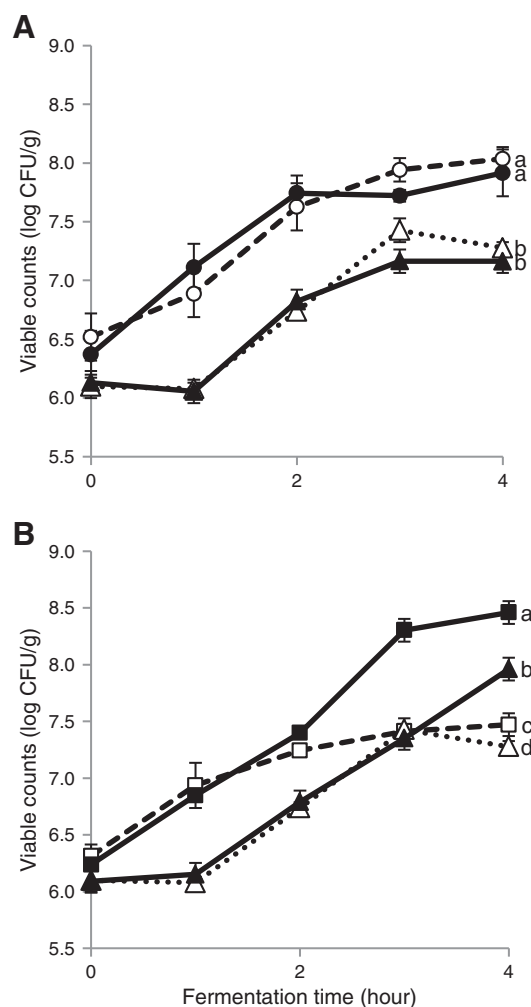 A
9.0
8.5
8.0
7.5
7.0
6.5
6.0
5.5
Viable counts (log CFU/g)
a
a
b
b
0
2
4
B
9.0
8.5
8.0
7.5
7.0
6.5
6.0
5.5
Viable counts (log CFU/g)
a
b
c
d
0
2
4
Fermentation time (hour)